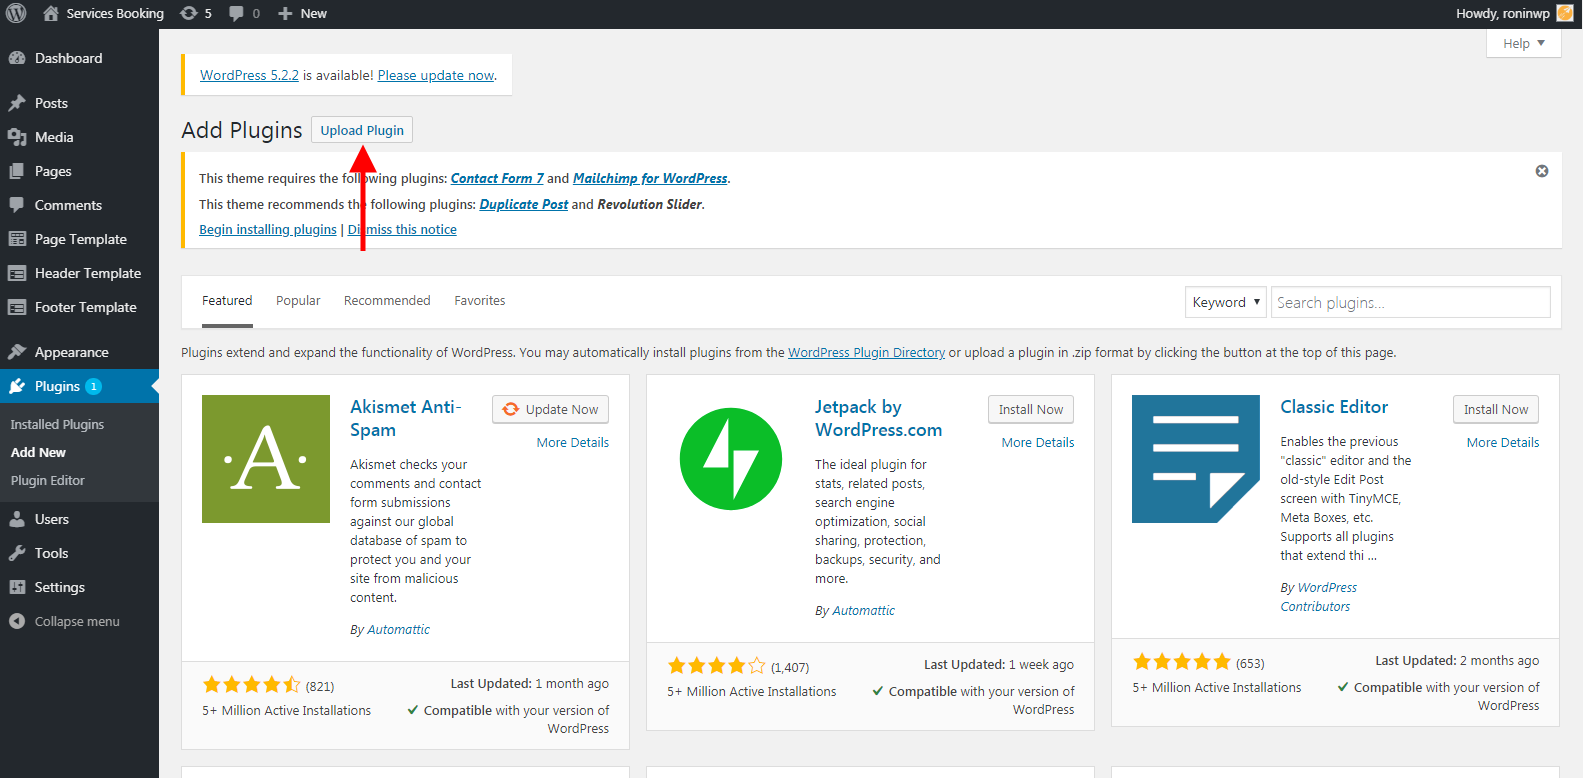 Services Booking 5 0 New Howdy, roninwp
Help
Dashboard
Posts
Media
Pages
Comments
Page Template
Header Template
Footer Template
Appearance
Plugins 1
Installed Plugins
Add New
Plugin Editor
Users
Tools
Settings
Collapse menu
WordPress 5.2.2 is available! Please update now.
Add Plugins Upload Plugin
This theme requires the following plugins: Contact Form 7 and Mailchimp for WordPress.
This theme recommends the following plugins: Duplicate Post and Revolution Slider.
Begin installing plugins | Dismiss this notice
Featured Popular Recommended Favorites Keyword Search plugins...
Plugins extend and expand the functionality of WordPress. You may automatically install plugins from the WordPress Plugin Directory or upload a plugin in .zip format by clicking the button at the top of this page.
·A·
Akismet Anti-
Spam
Update Now
More Details
Akismet checks your
comments and contact
form submissions
against our global
database of spam to
protect you and your
site from malicious
content.
By Automattic
(821)
5+ Million Active Installations
Last Updated: 1 month ago
Compatible with your version of
WordPress
Jetpack by
WordPress.com
Install Now
More Details
The ideal plugin for
stats, related posts,
search engine
optimization, social
sharing, protection,
backups, security, and
more.
By Automattic
(1,407)
5+ Million Active Installations
Last Updated: 1 week ago
Compatible with your version of
WordPress
Classic Editor
Install Now
More Details
Enables the previous
"classic" editor and the
old-style Edit Post
screen with TinyMCE,
Meta Boxes, etc.
Supports all plugins
that extend thi ...
By WordPress
Contributors
(653)
5+ Million Active Installations
Last Updated: 2 months ago
Compatible with your version of
WordPress